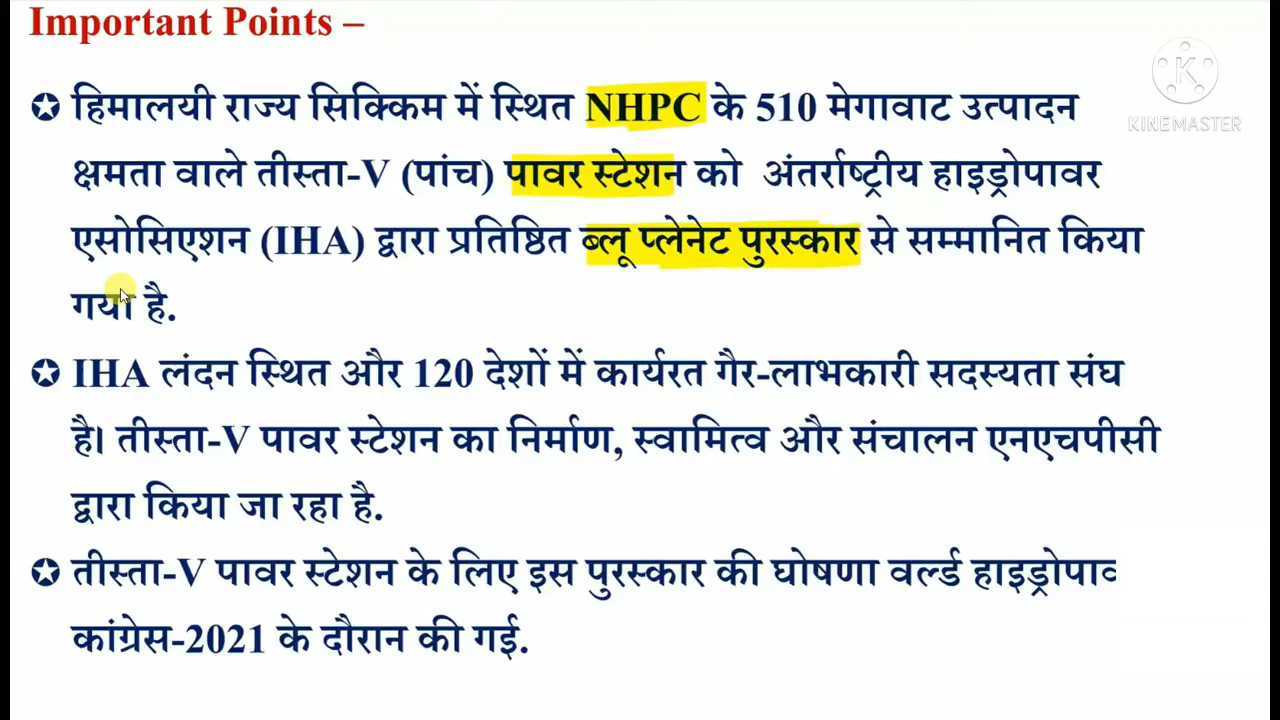 Important Points –
✪ हिमालयी राज्य सिक्किम में स्थित NHPC के 510 मेगावाट उत्पादन
क्षमता वाले तीस्ता-V (पांच) पावर स्टेशन को अंतर्राष्ट्रीय हाइड्रोपावर
एसोसिएशन (IHA) द्वारा प्रतिष्ठित ब्लू प्लेनेट पुरस्कार से सम्मानित किया
गया है.
✪ IHA लंदन स्थित और 120 देशों में कार्यरत गैर-लाभकारी सदस्यता संघ
है। तीस्ता-V पावर स्टेशन का निर्माण, स्वामित्व और संचालन एनएचपीसी
द्वारा किया जा रहा है.
✪ तीस्ता-V पावर स्टेशन के लिए इस पुरस्कार की घोषणा वर्ल्ड हाइड्रोपाव
कांग्रेस-2021 के दौरान की गई.
K
KINEMASTER